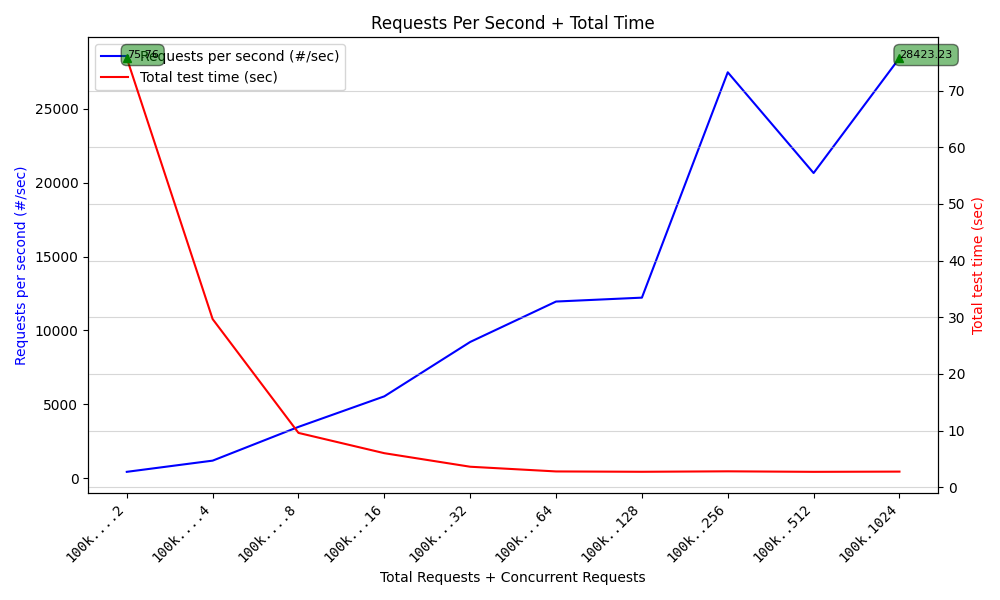 Requests Per Second + Total Time
75.76
Requests per second (#/sec)
Total test time (sec)
28423.23
25000
20000
15000
10000
5000
0
Requests per second (#/sec)
70
60
50
40
30
20
10
0
Total test time (sec)
100k....2
100k....4
100k....8
100k...16
100k...32
100k...64
100k..128
100k..256
100k..512
100k.1024
Total Requests + Concurrent Requests